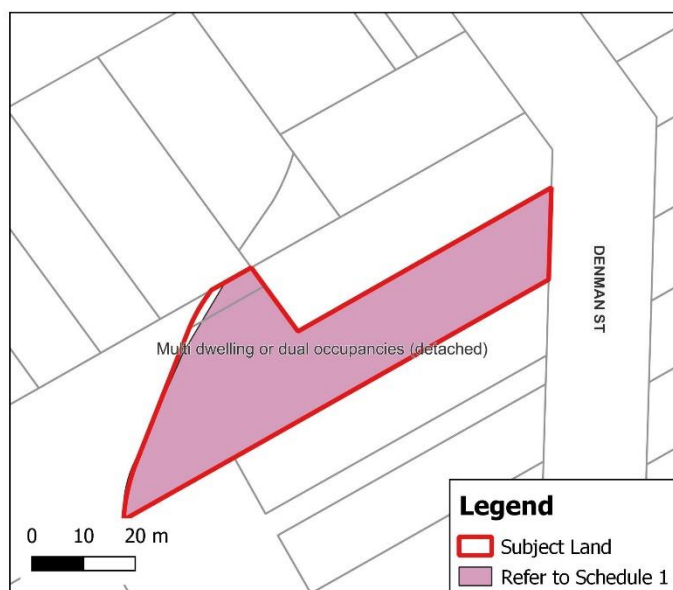 DENMAN ST
Multi dwelling or dual occupancies (detached)
Legend
0 10 20 m
Subject Land
Refer to Schedule 1